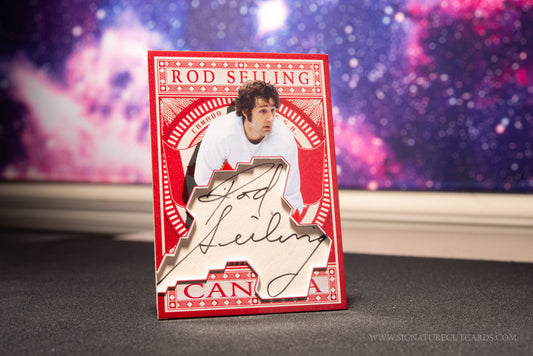 ROD SEILING
CANADA
Rod
Seiling
CAN A
WWW.SIGNATURECUTCARDS.COM